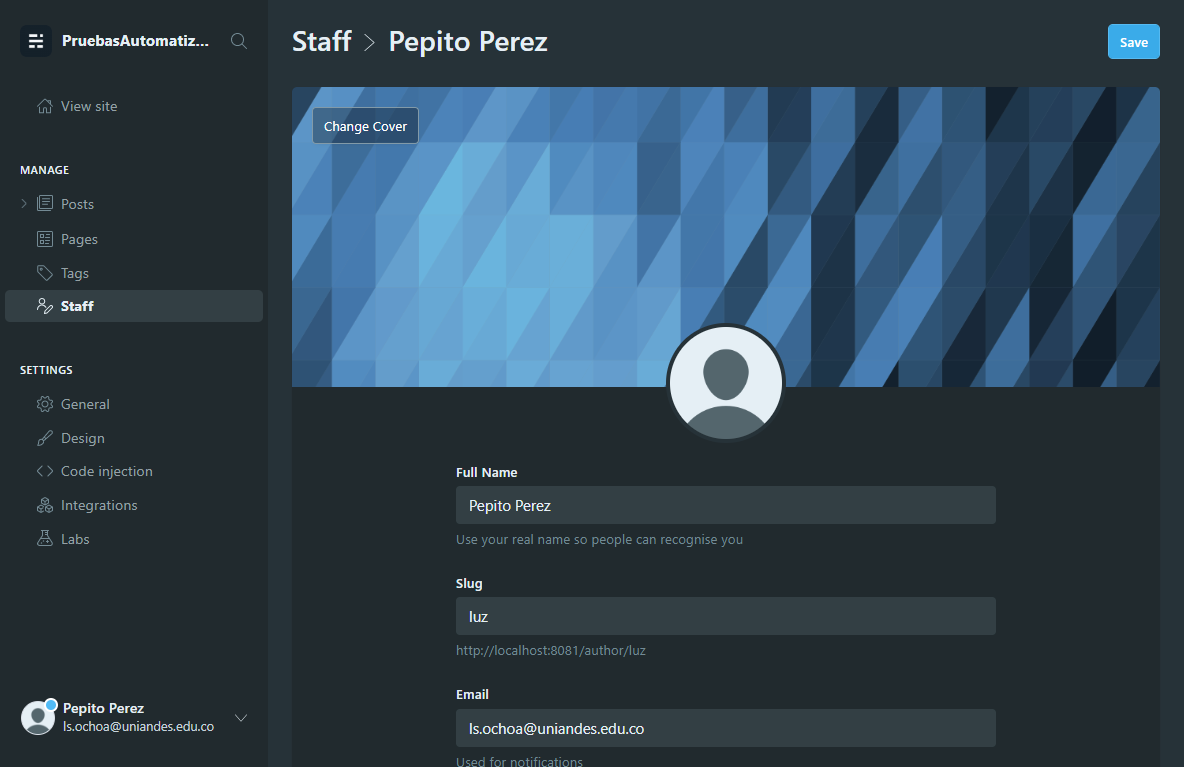 PruebasAutomatiz...
View site
MANAGE
Posts
Pages
Tags
Staff
SETTINGS
General
Design
Code injection
Integrations
Labs
Pepito Perez
ls.ochoa@uniandes.edu.co
Staff > Pepito Perez
Save
Change Cover
Full Name
Pepito Perez
Use your real name so people can recognise you
Slug
luz
http://localhost:8081/author/luz
Email
ls.ochoa@uniandes.edu.co
Used for notifications